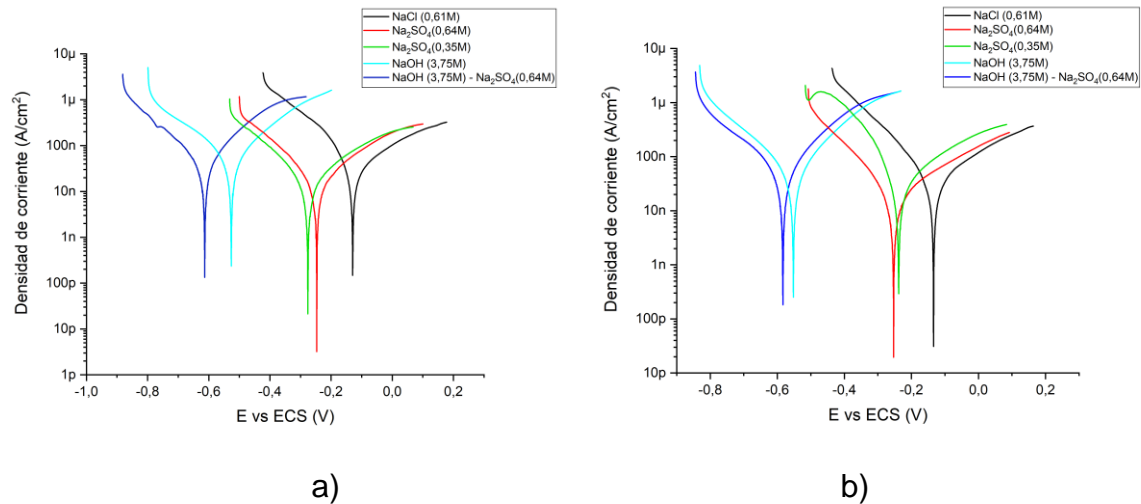 NaCl (0,61M)
Na₂SO₄(0,64M)
Na₂SO₄(0,35M)
NaOH (3,75M)
NaOH (3,75M) - Na₂SO₄(0,64M)
10µ
1µ
100n
10n
1n
100p
10p
1p
Densidad de corriente (A/cm²)
-1,0
-0,8
-0,6
-0,4
-0,2
0,0
0,2
E vs ECS (V)
a)
NaCl (0,61M)
Na₂SO₄(0,64M)
Na₂SO₄(0,35M)
NaOH (3,75M)
NaOH (3,75M) - Na₂SO₄(0,64M)
10µ
1µ
100n
10n
1n
100p
10p
Densidad de corriente (A/cm²)
-0,8
-0,6
-0,4
-0,2
0,0
0,2
E vs ECS (V)
b)